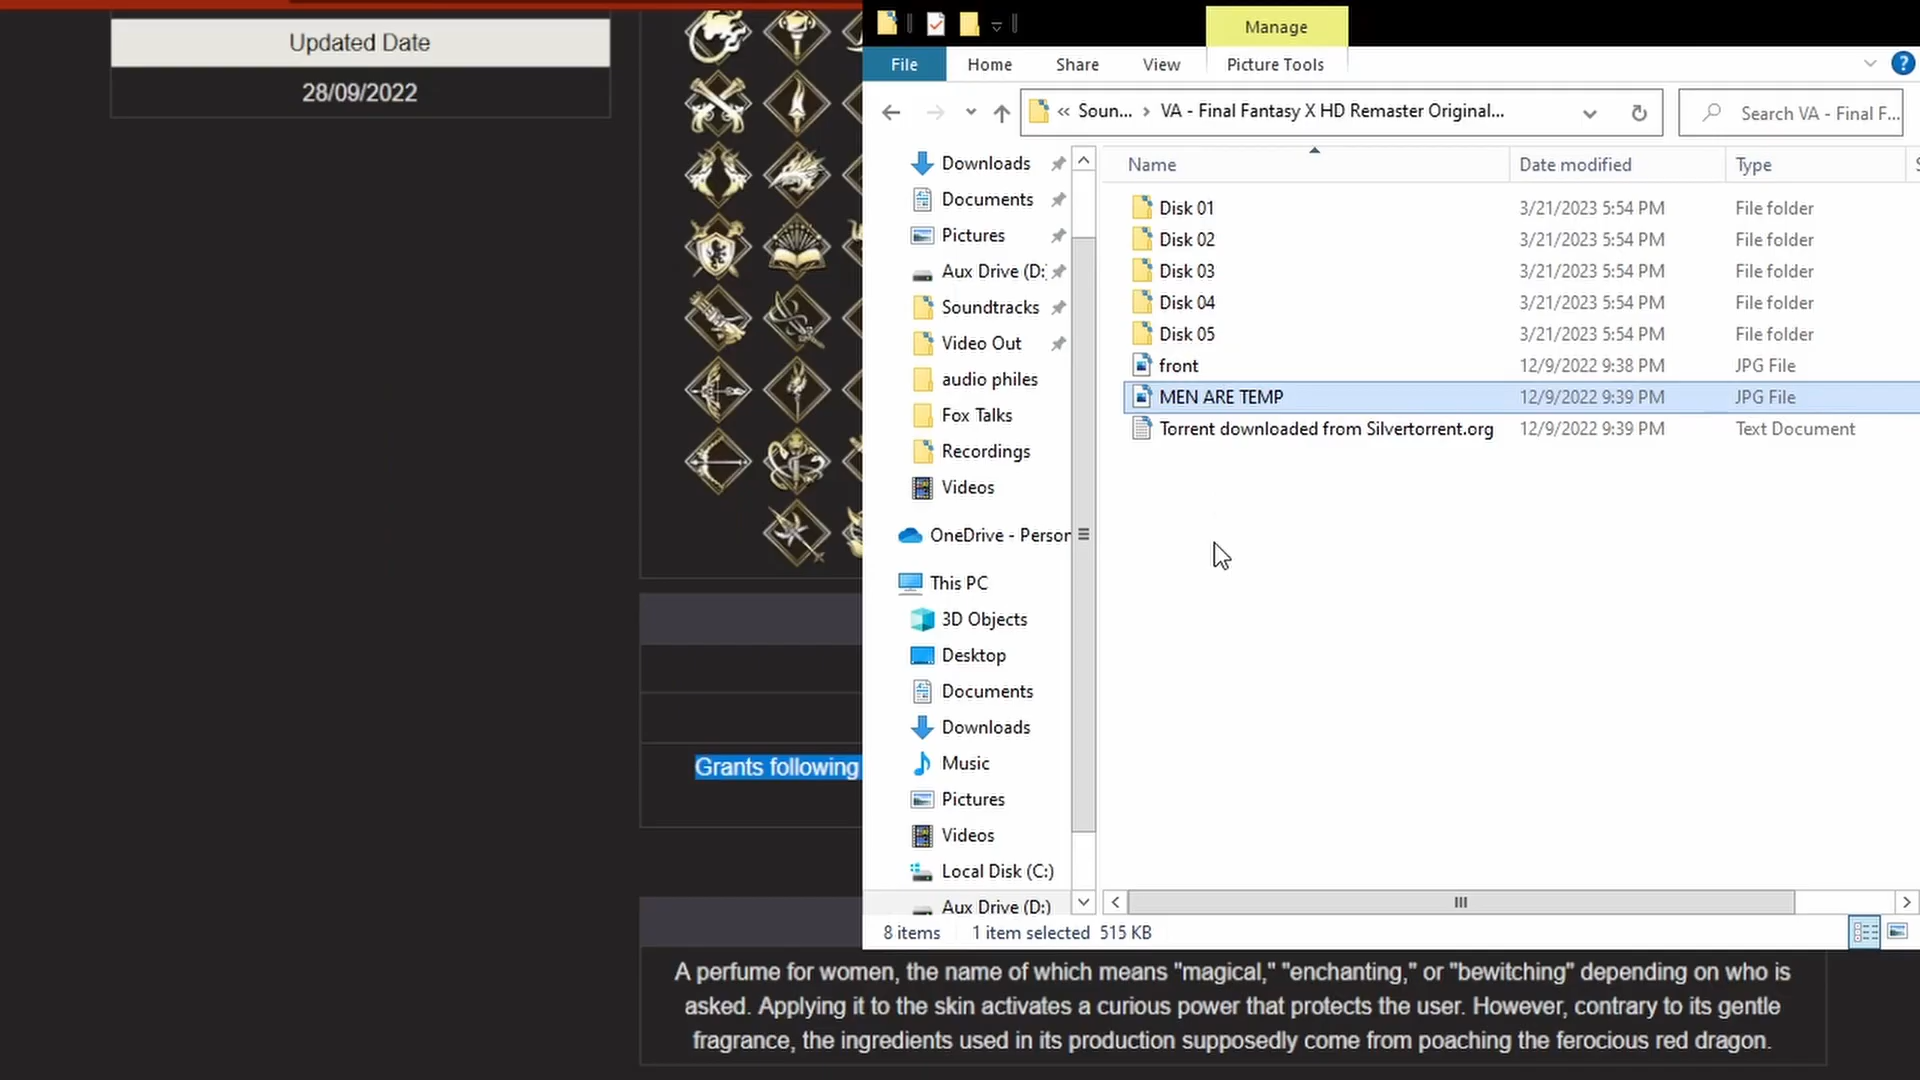 Updated Date
28/09/2022
Grants following
A perfume for women, the name of which means "magical," "enchanting," or "bewitching" depending on who is
asked. Applying it to the skin activates a curious power that protects the user. However, contrary to its gentle
fragrance, the ingredients used in its production supposedly come from poaching the ferocious red dragon.
Manage
File Home Share View Picture Tools
?
« Soun... › VA - Final Fantasy X HD Remaster Original...
Search VA - Final F...
Downloads
Documents
Pictures
Aux Drive (D:)
Soundtracks
Video Out
audio philes
Fox Talks
Recordings
Videos
OneDrive - Person
This PC
3D Objects
Desktop
Documents
Downloads
Music
Pictures
Videos
Local Disk (C:)
Aux Drive (D:)
Name Date modified Type
Disk 01 3/21/2023 5:54 PM File folder
Disk 02 3/21/2023 5:54 PM File folder
Disk 03 3/21/2023 5:54 PM File folder
Disk 04 3/21/2023 5:54 PM File folder
Disk 05 3/21/2023 5:54 PM File folder
front 12/9/2022 9:38 PM JPG File
MEN ARE TEMP 12/9/2022 9:39 PM JPG File
Torrent downloaded from Silvertorrent.org 12/9/2022 9:39 PM Text Document
8 items 1 item selected 515 KB